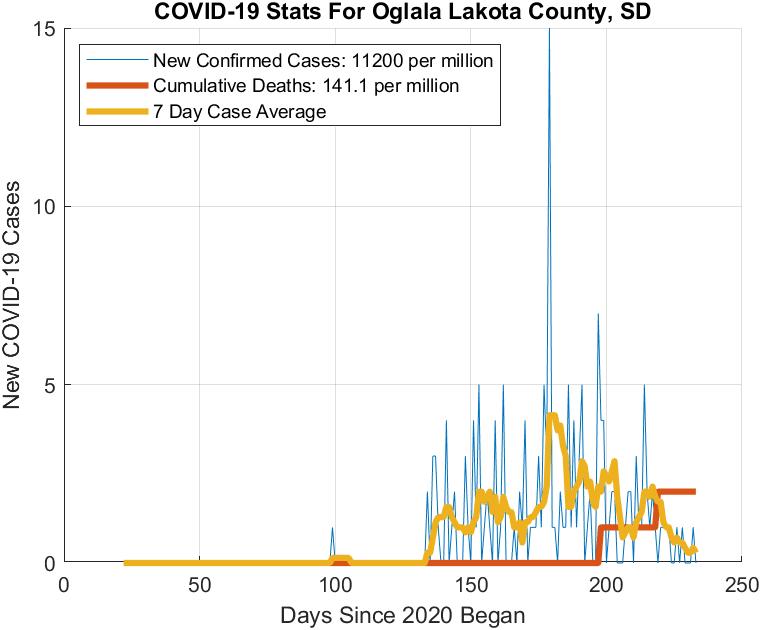 COVID-19 Stats For Oglala Lakota County, SD
New Confirmed Cases: 11200 per million
Cumulative Deaths: 141.1 per million
7 Day Case Average
New COVID-19 Cases
15
10
5
0
0 50 100 150 200 250
Days Since 2020 Began